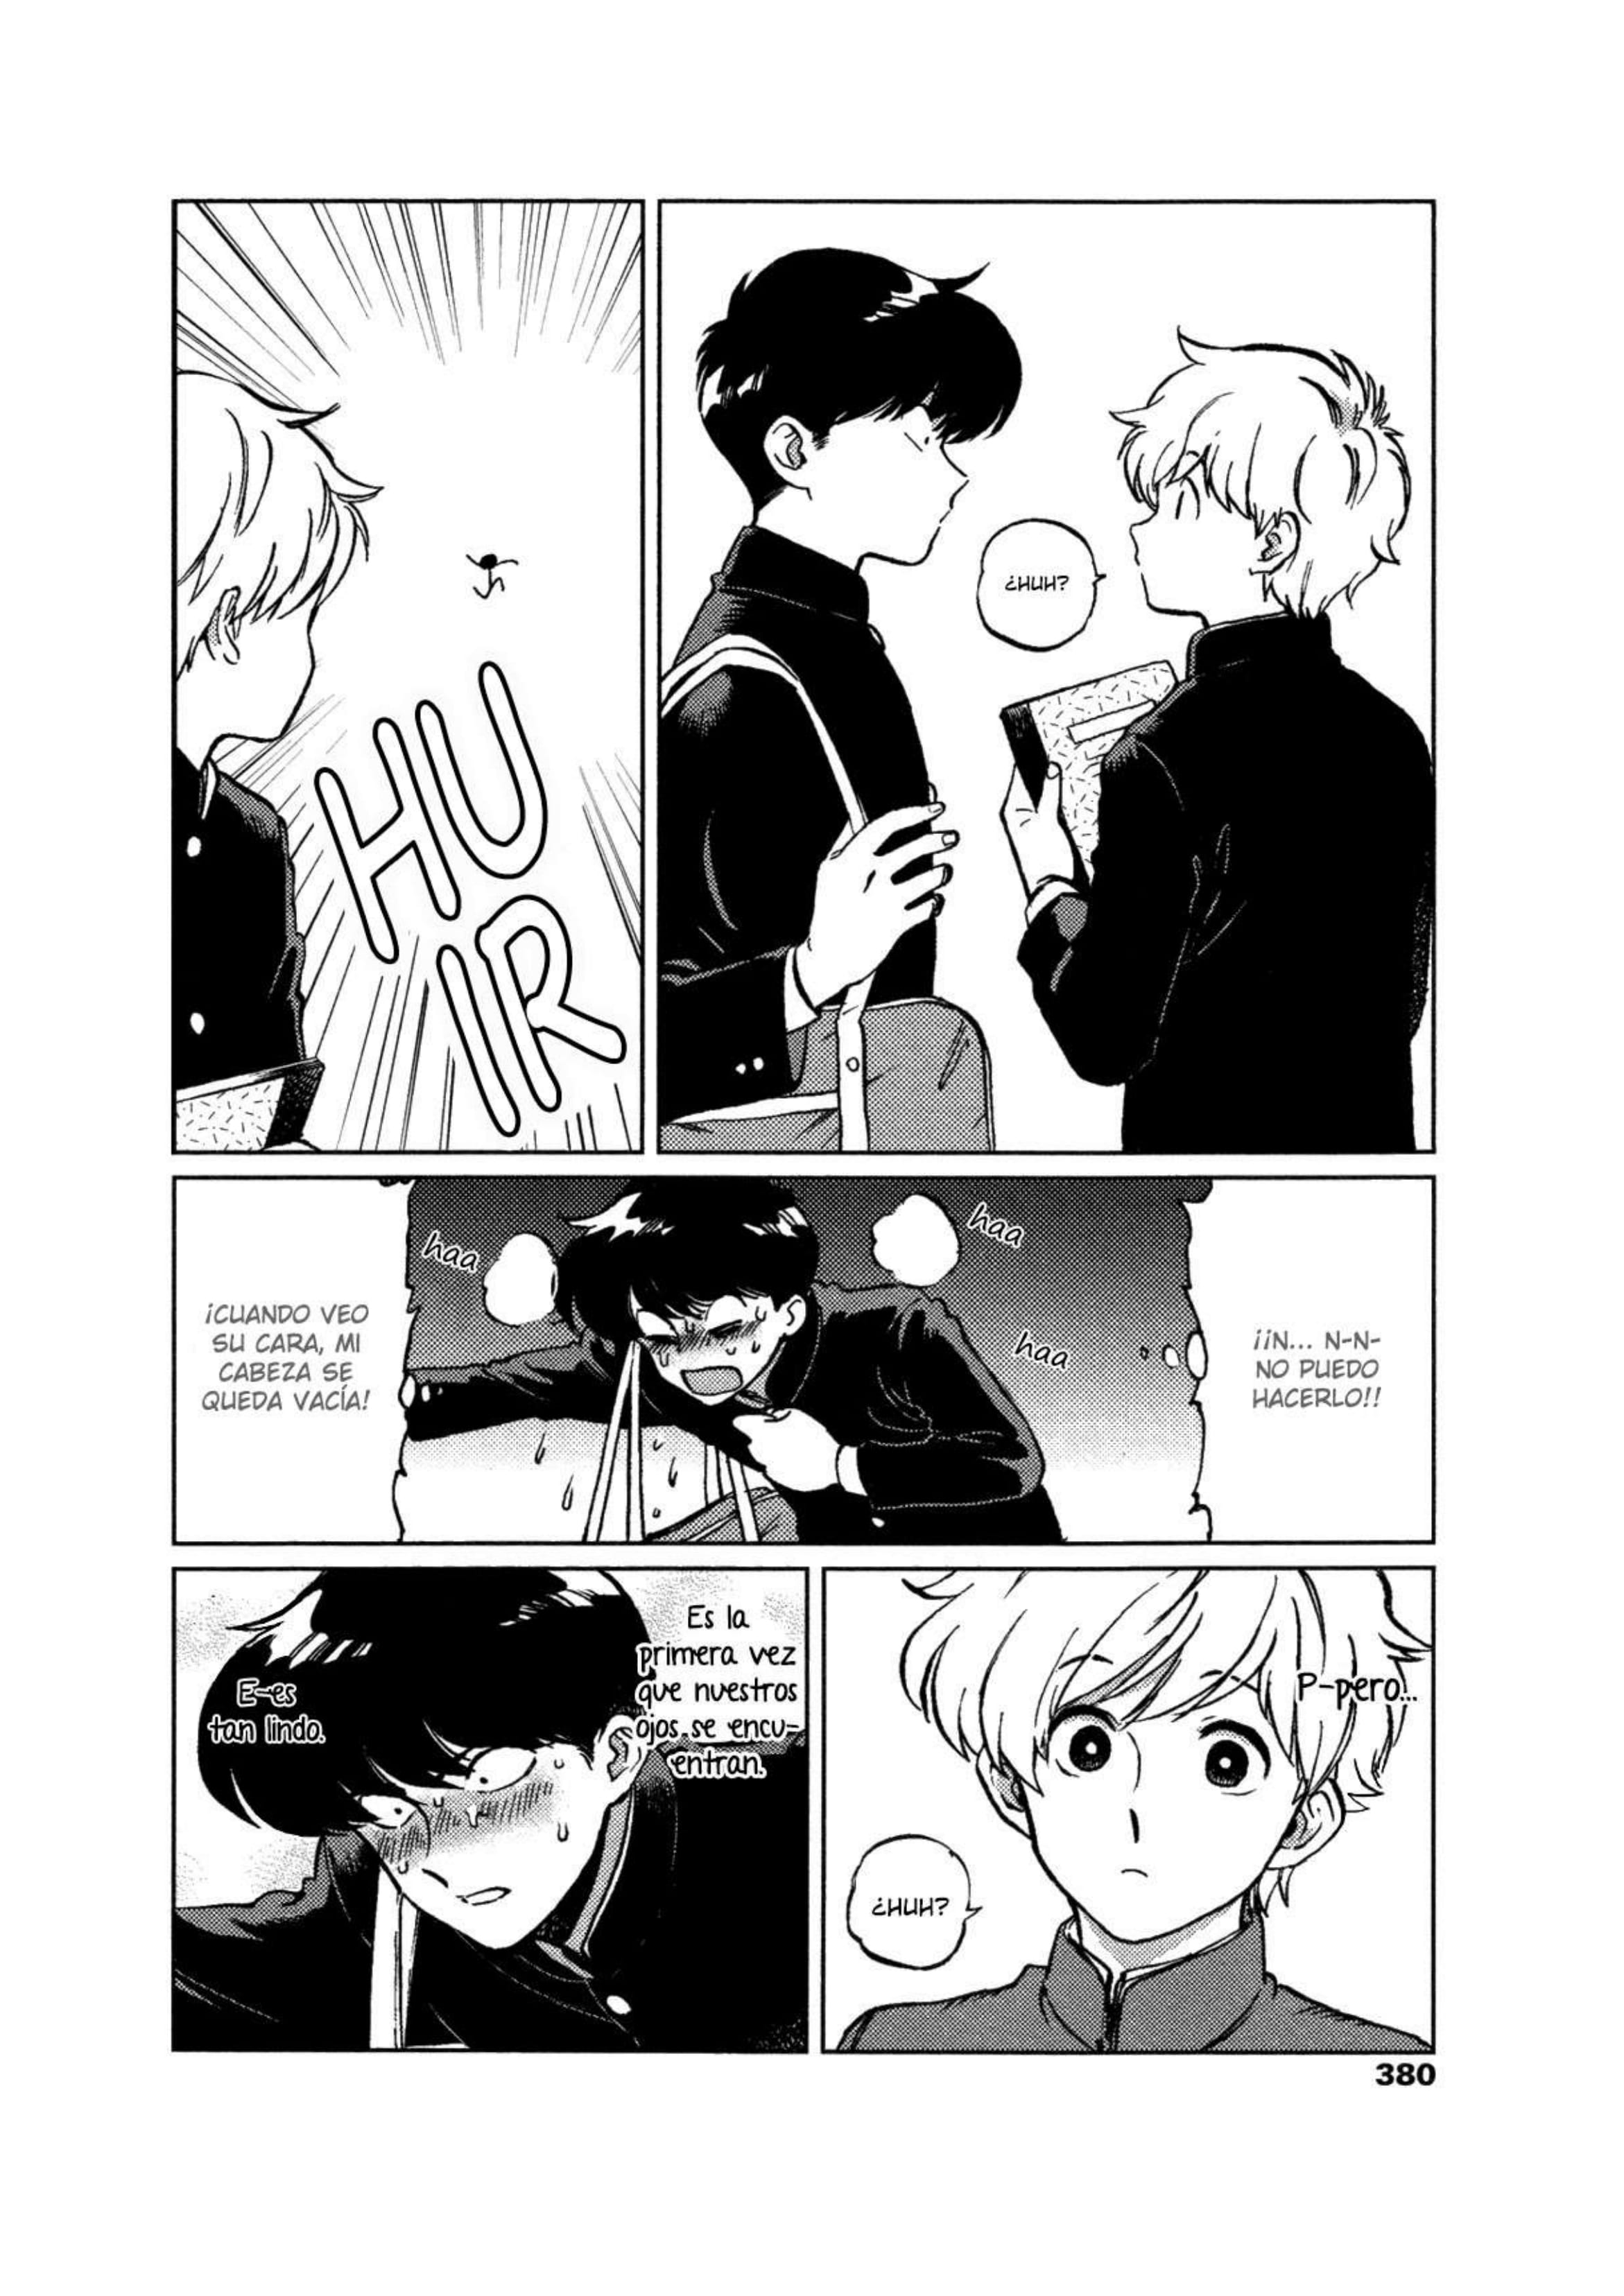 ¿HUH?
HU
IR
¡¡N... N-N-
NO PUEDO
HACERLO!!
haa
haa
haa
¡CUANDO VEO
SU CARA, MI
CABEZA SE
QUEDA VACÍA!
P-pero...
¿HUH?
Es la
primera vez
que nuestros
ojos se encu-
entran.
E-es
tan lindo.
380